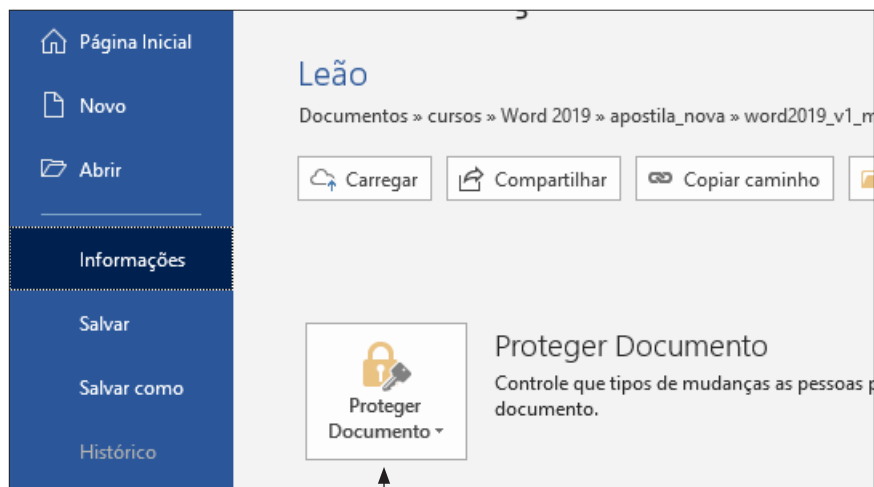 Página Inicial
Novo
Abrir
Informações
Salvar
Salvar como
Histórico
Leão
Documentos » cursos » Word 2019 » apostila_nova » word2019_v1_m
Carregar
Compartilhar
Copiar caminho
Proteger
Documento
Proteger Documento
Controle que tipos de mudanças as pessoas p
documento.